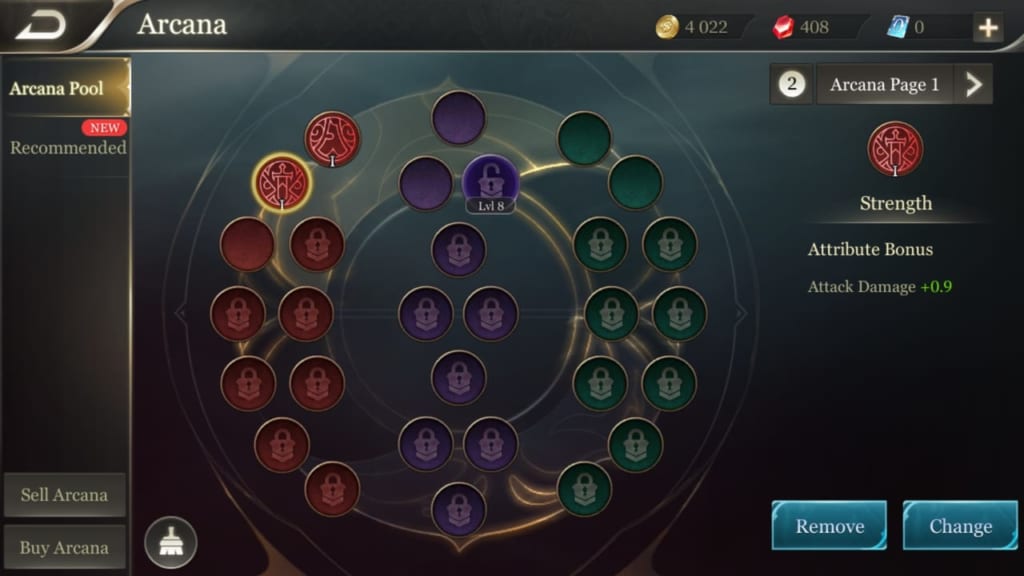 Arcana
4 022
408
0
Arcana Pool
NEW
Recommended
2
Arcana Page 1
I
I
Lvl 8
I
Strength
Attribute Bonus
Attack Damage +0.9
Sell Arcana
Buy Arcana
Remove
Change